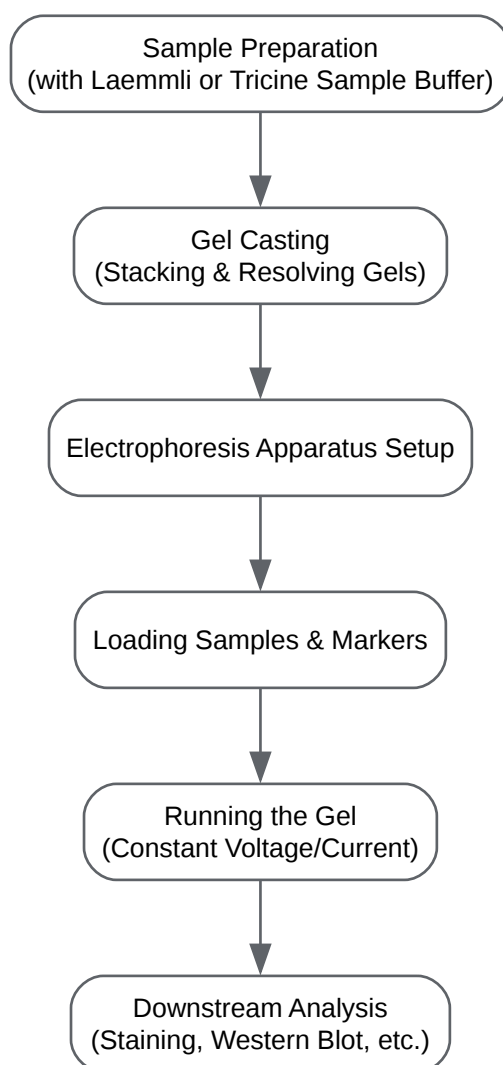 Sample Preparation
(with Laemmli or Tricine Sample Buffer)
Gel Casting
(Stacking & Resolving Gels)
Electrophoresis Apparatus Setup
Loading Samples & Markers
Running the Gel
(Constant Voltage/Current)
Downstream Analysis
(Staining, Western Blot, etc.)